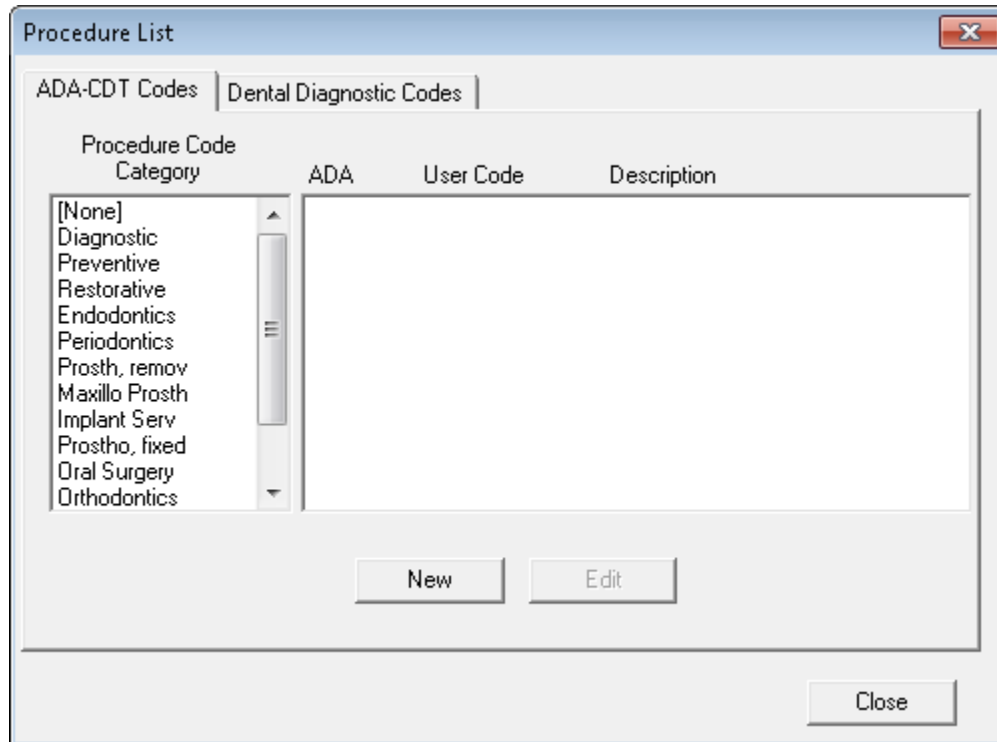 Procedure List
ADA-CDT Codes
Dental Diagnostic Codes
Procedure Code
Category
ADA
User Code
Description
[None]
Diagnostic
Preventive
Restorative
Endodontics
Periodontics
Prosth, remov
Maxillo Prosth
Implant Serv
Prostho, fixed
Oral Surgery
Orthodontics
New
Edit
Close